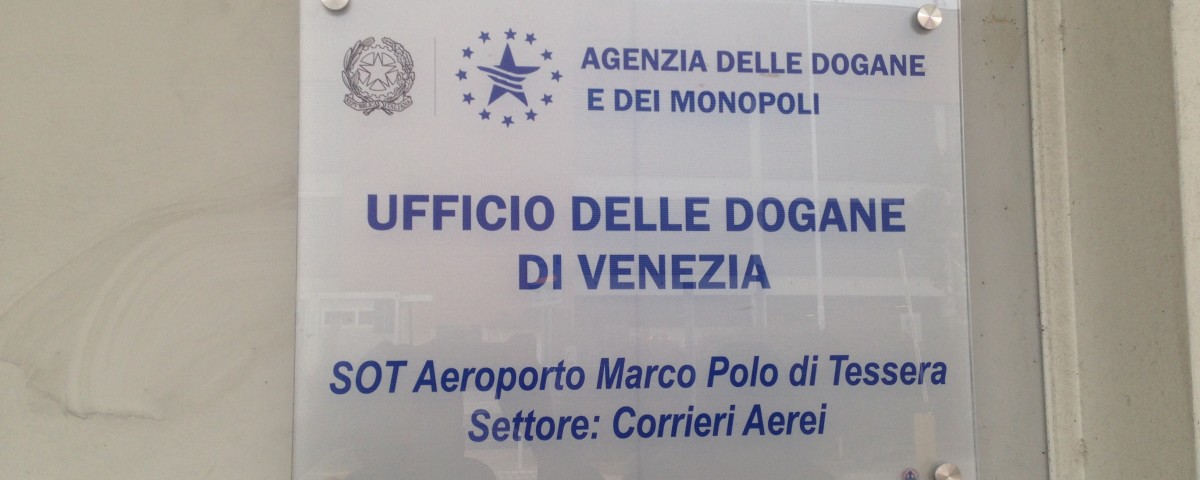 AGENZIA DELLE DOGANE
E DEI MONOPOLI
UFFICIO DELLE DOGANE
DI VENEZIA
SOT Aeroporto Marco Polo di Tessera
Settore: Corrieri Aerei